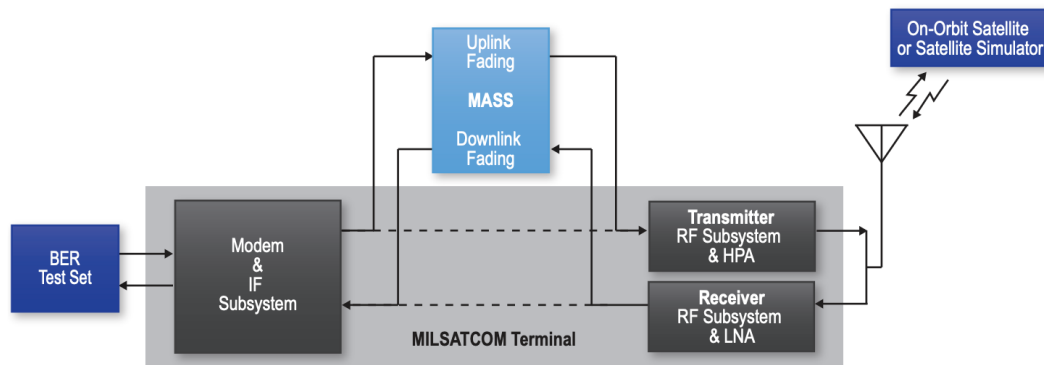 On-Orbit Satellite
or Satellite Simulator
Uplink
Fading
MASS
Downlink
Fading
BER
Test Set
Modem
&
IF
Subsystem
Transmitter
RF Subsystem
& HPA
Receiver
RF Subsystem
& LNA
MILSATCOM Terminal